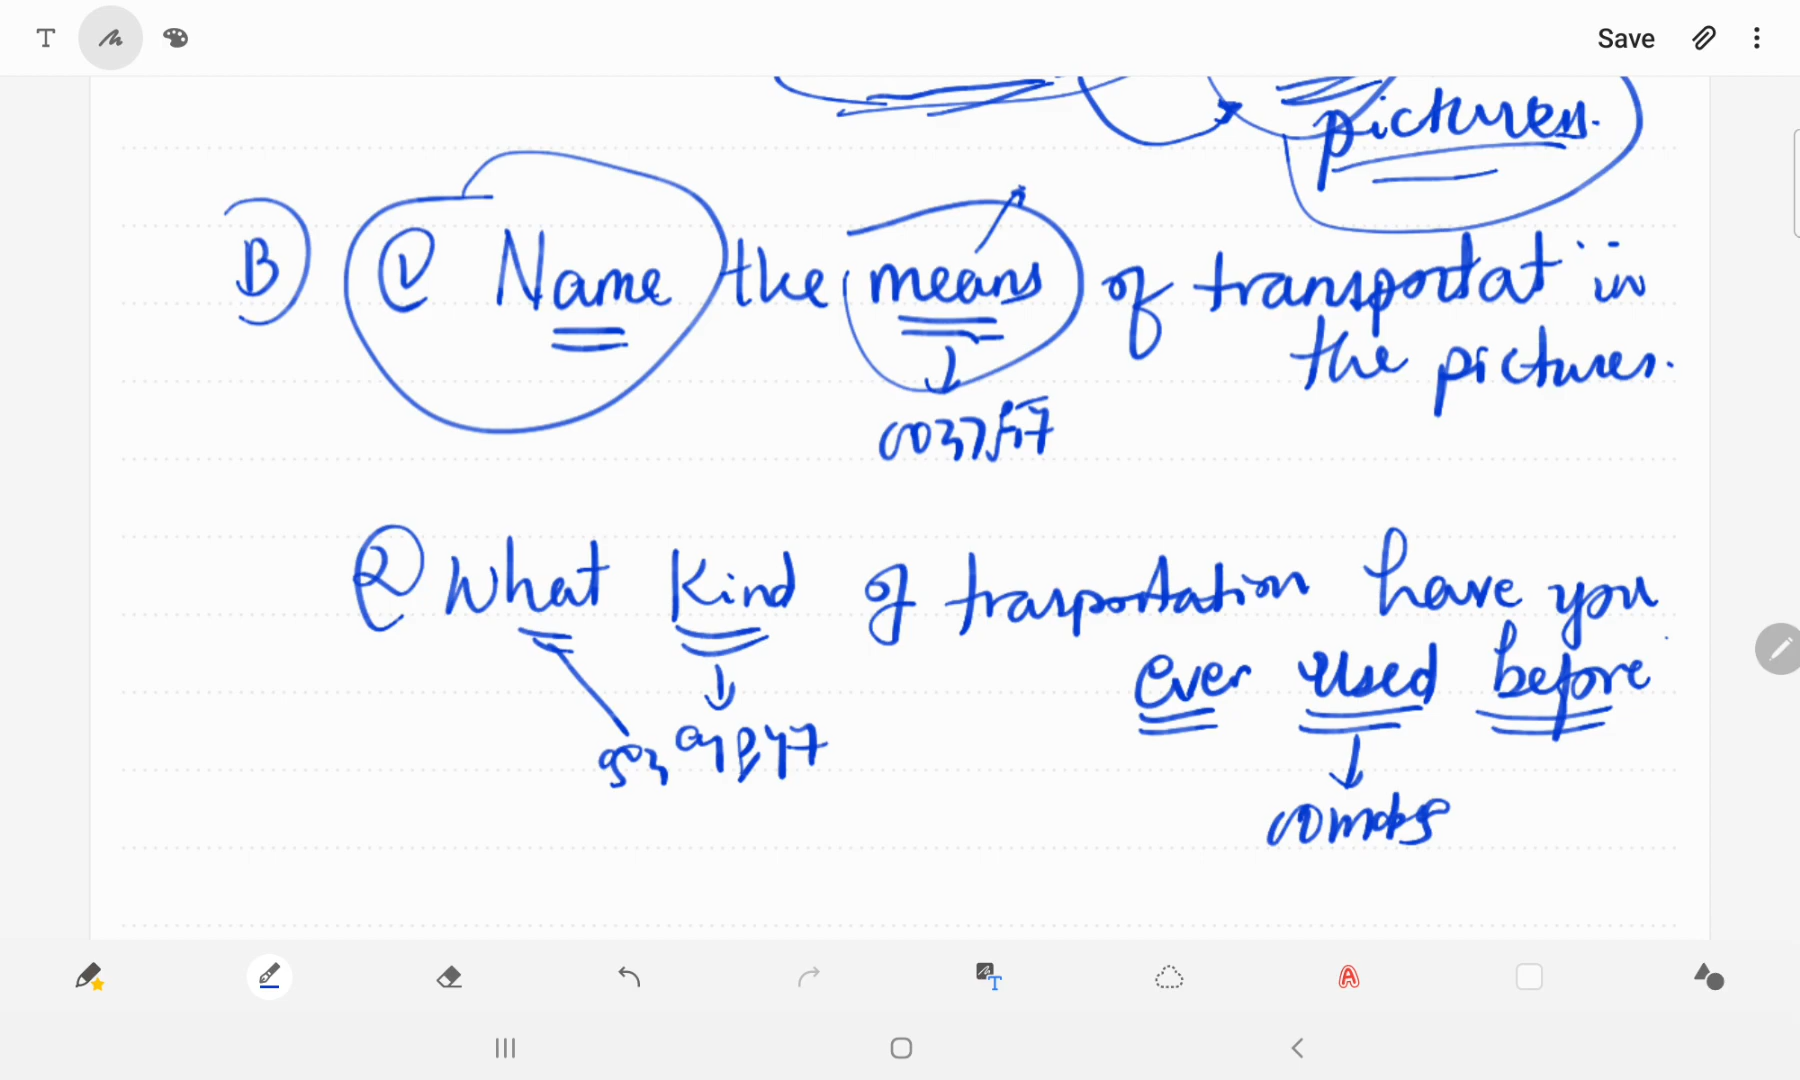 Save
pictures.
B ① Name the means of transportat in
the pictures.
② What kind of trasportation have you
ever used before